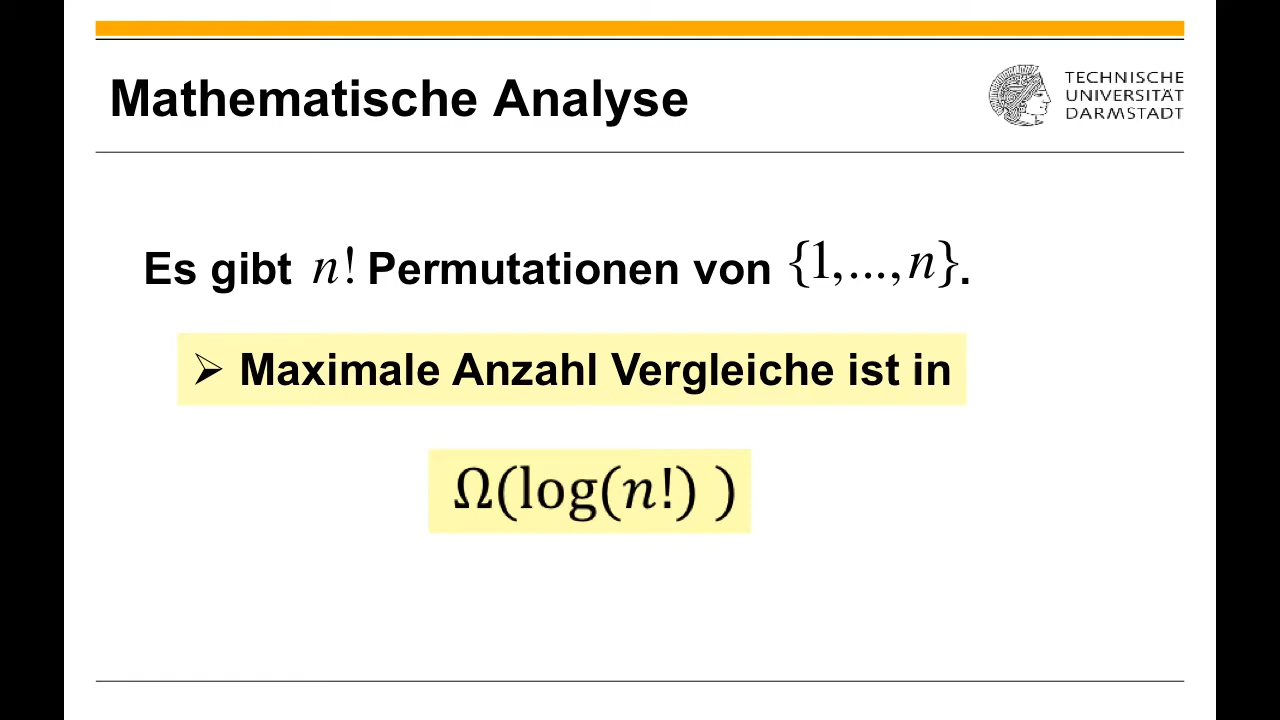 Mathematische Analyse
TECHNISCHE
UNIVERSITÄT
DARMSTADT
Es gibt n! Permutationen von {1,...,n}.
➢ Maximale Anzahl Vergleiche ist in
Ω(log(n!) )